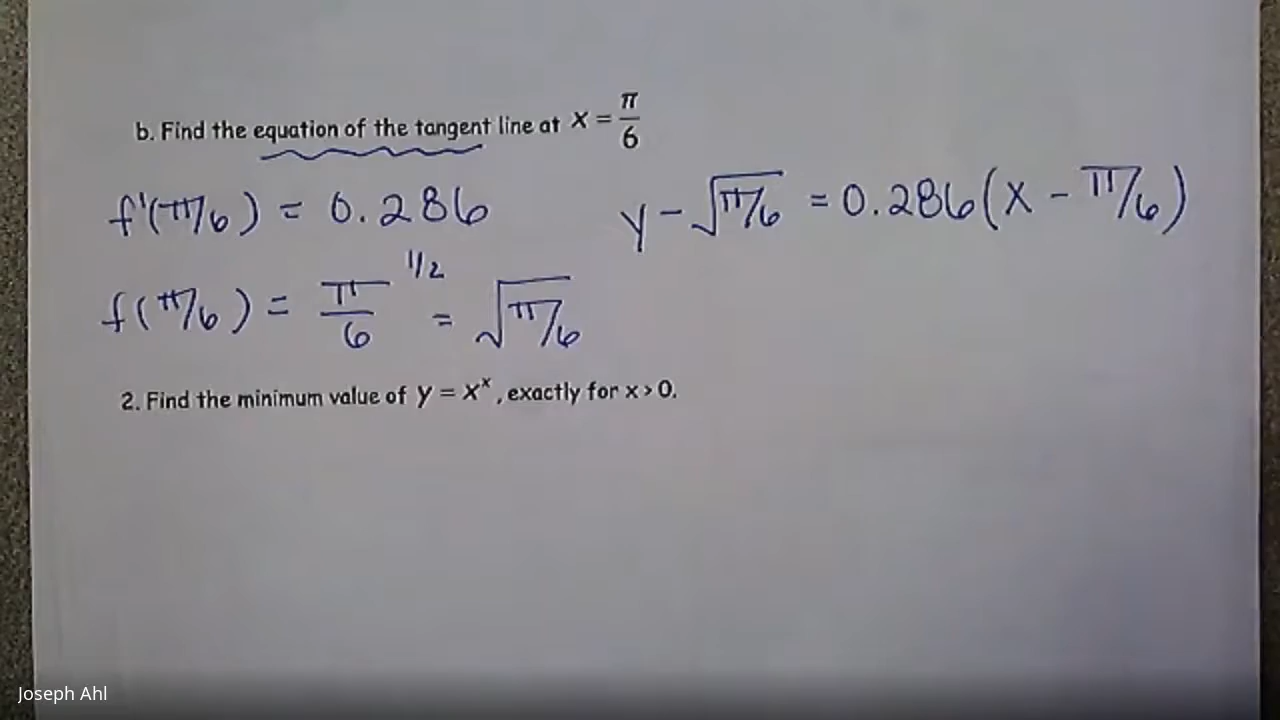 b. Find the equation of the tangent line at x = π/6
f'(π/6) = 0.286
y - √π/6 = 0.286(x - π/6)
f(π/6) = π/6 ^1/2 = √π/6
2. Find the minimum value of y = x^x, exactly for x > 0.
Joseph Ahl